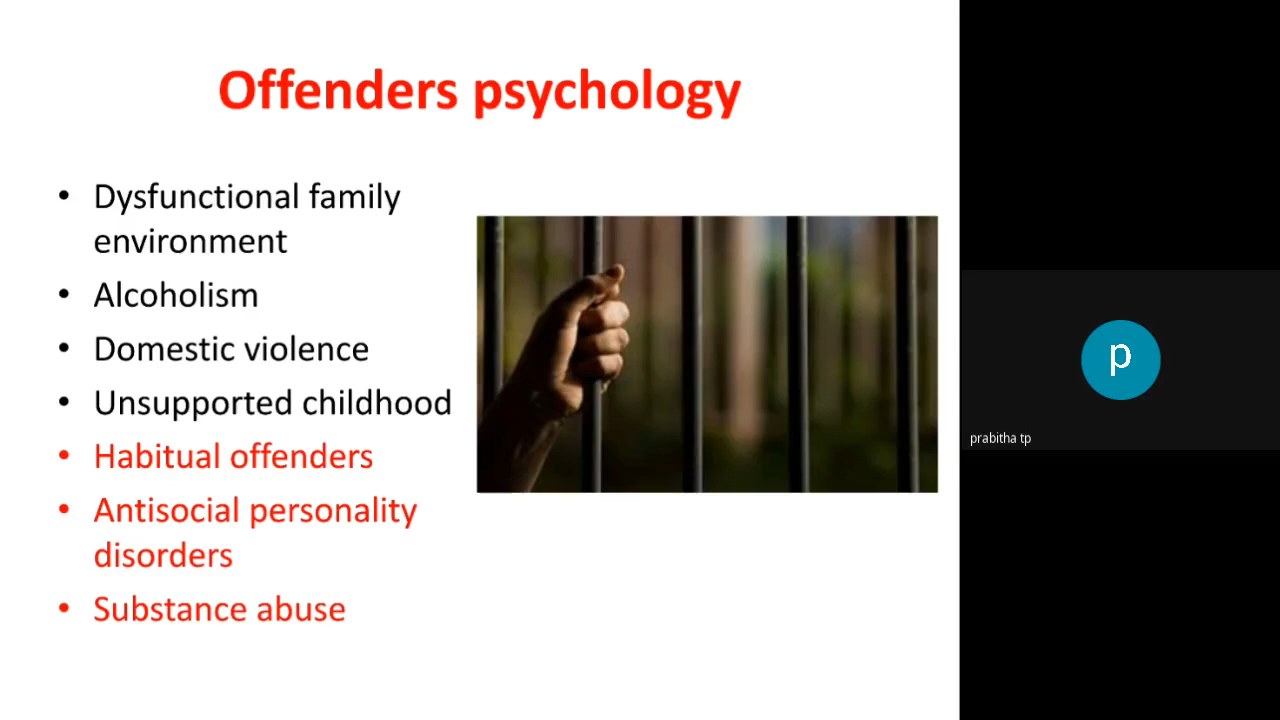 Offenders psychology
• Dysfunctional family
environment
• Alcoholism
• Domestic violence
• Unsupported childhood
• Habitual offenders
• Antisocial personality
disorders
• Substance abuse
p
prabitha tp